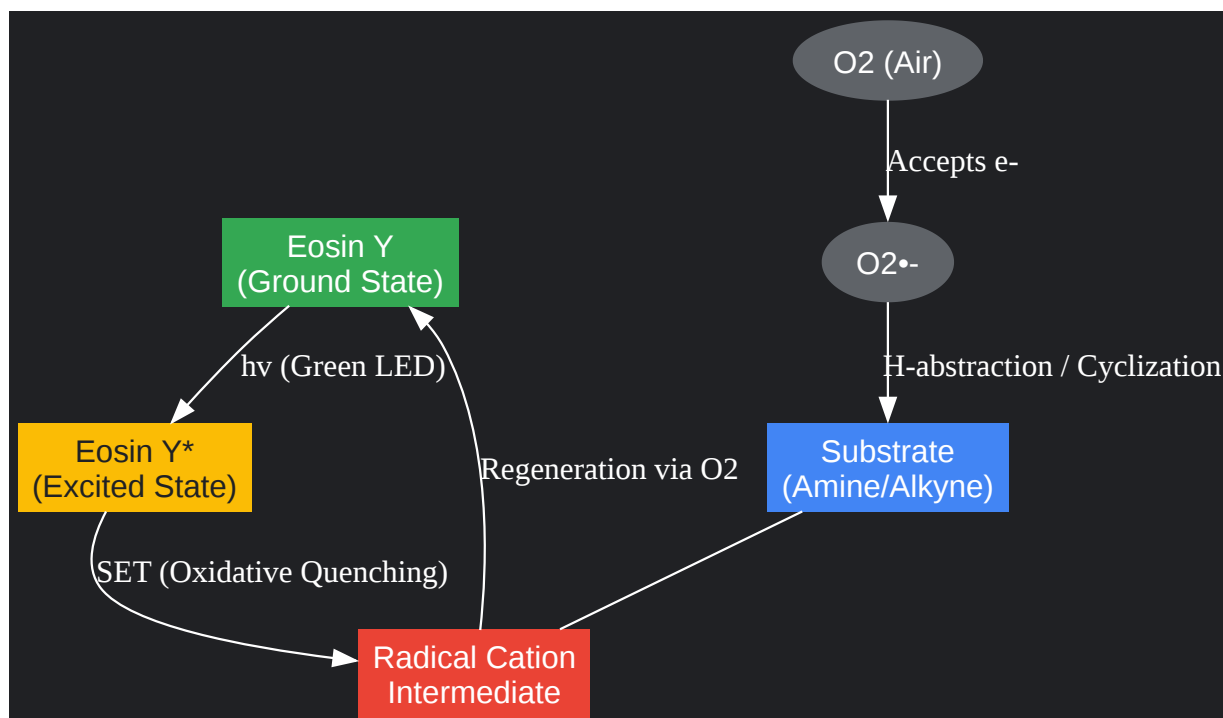 O2 (Air)
Accepts e-
Eosin Y
(Ground State)
O2•-
hv (Green LED)
H-abstraction / Cyclization
Eosin Y*
(Excited State)
Regeneration via O2
Substrate
(Amine/Alkyne)
SET (Oxidative Quenching)
Radical Cation
Intermediate